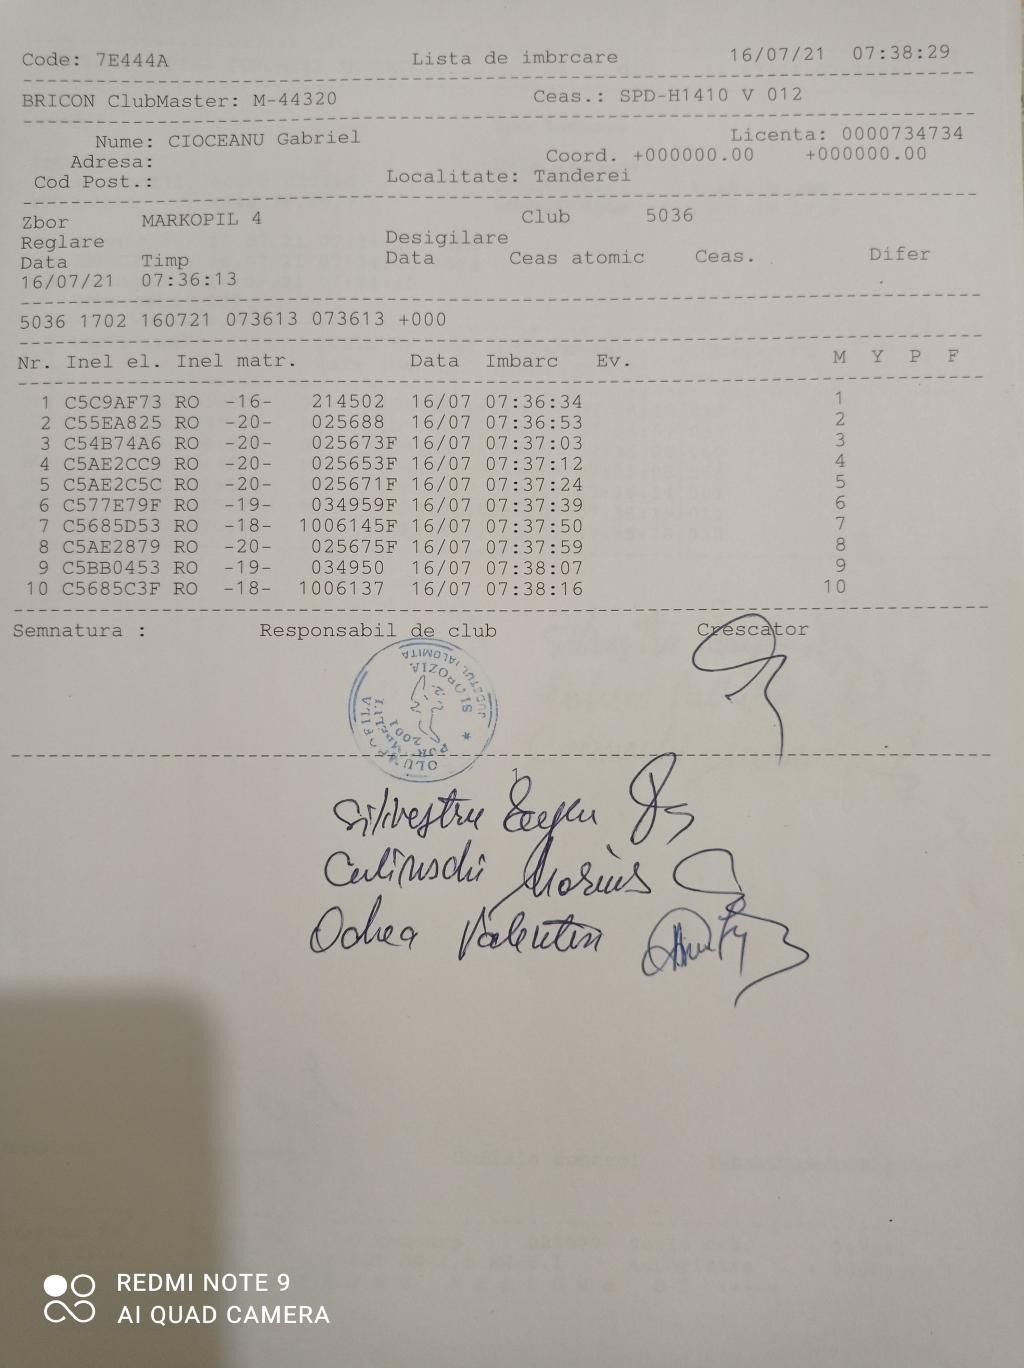 Code: 7E444A Lista de imbrcare 16/07/21 07:38:29
BRICON ClubMaster: M-44320 Ceas.: SPD-H1410 V 012
Nume: CIOCEANU Gabriel Licenta: 0000734734
Adresa: Coord. +000000.00 +000000.00
Cod Post.: Localitate: Tanderei
Zbor MARKOPIL 4 Club 5036
Reglare Desigilare
Data Timp Data Ceas atomic Ceas. Difer
16/07/21 07:36:13
5036 1702 160721 073613 073613 +000
Nr. Inel el. Inel matr. Data Imbarc Ev. M Y P F
1 C5C9AF73 RO -16- 214502 16/07 07:36:34 1
2 C55EA825 RO -20- 025688 16/07 07:36:53 2
3 C54B74A6 RO -20- 025673F 16/07 07:37:03 3
4 C5AE2CC9 RO -20- 025653F 16/07 07:37:12 4
5 C5AE2C5C RO -20- 025671F 16/07 07:37:24 5
6 C577E79F RO -19- 034959F 16/07 07:37:39 6
7 C5685D53 RO -18- 1006145F 16/07 07:37:50 7
8 C5AE2879 RO -20- 025675F 16/07 07:37:59 8
9 C5BB0453 RO -19- 034950 16/07 07:38:07 9
10 C5685C3F RO -18- 1006137 16/07 07:38:16 10
Semnatura : Responsabil de club Crescator
JUDETUL IALOMITA
2001
Silvestru Eugen
Calinschi Marius
Odhea Valentin
REDMI NOTE 9
AI QUAD CAMERA